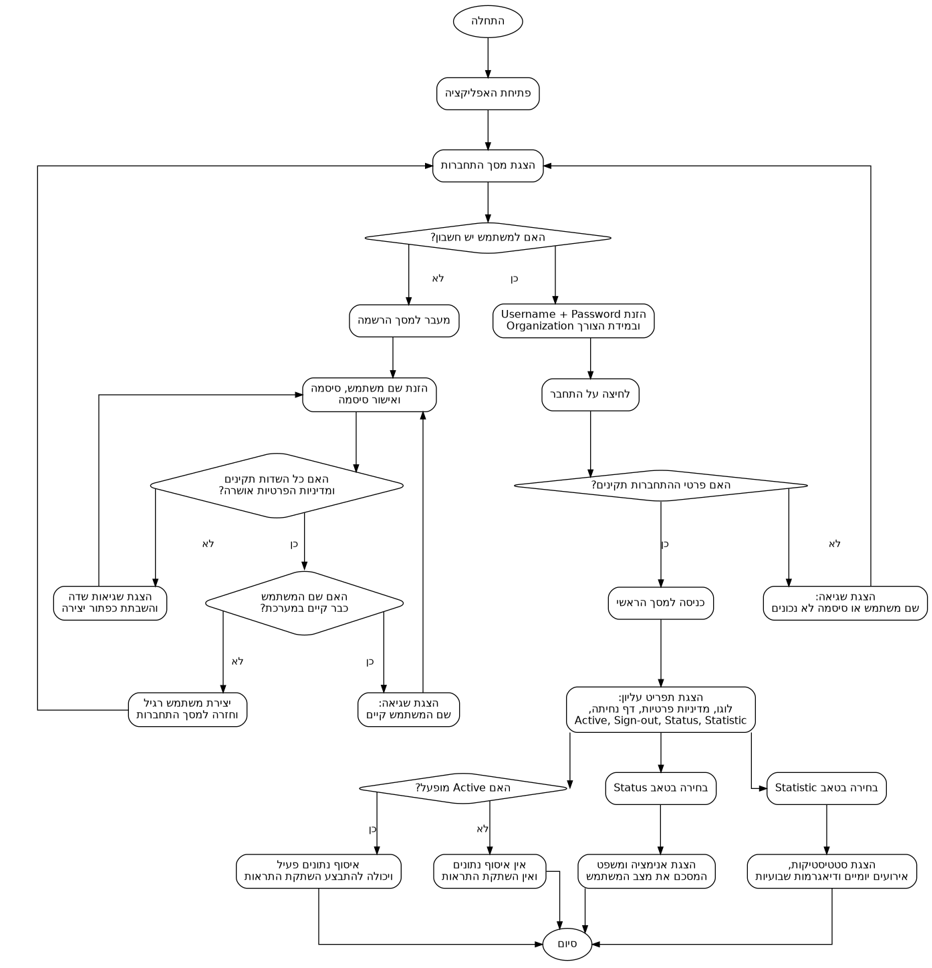 התחלה
פתיחת האפליקציה
הצגת מסך התחברות
האם למשתמש יש חשבון?
לא
כן
מעבר למסך הרשמה
הזנת Username + Password
ובמידת הצורך Organization
הזנת שם משתמש, סיסמה
ואישור סיסמה
לחיצה על התחבר
האם כל השדות תקינים
ומדיניות הפרטיות אושרה?
האם פרטי ההתחברות תקינים?
לא
כן
כן
לא
הצגת שגיאות שדה
והשבתת כפתור יצירה
האם שם המשתמש
כבר קיים במערכת?
כניסה למסך הראשי
הצגת שגיאה:
שם משתמש או סיסמה לא נכונים
לא
כן
יצירת משתמש רגיל
וחזרה למסך התחברות
הצגת שגיאה:
שם המשתמש קיים
הצגת תפריט עליון:
לוגו, מדיניות פרטיות, דף נחיתה,
Active, Sign-out, Status, Statistic
האם Active מופעל?
בחירה בטאב Status
בחירה בטאב Statistic
כן
לא
איסוף נתונים פעיל
ויכולה להתבצע השתקת התראות
אין איסוף נתונים
ואין השתקת התראות
הצגת אנימציה ומשפט
המסכם את מצב המשתמש
הצגת סטטיסטיקות,
אירועים יומיים ודיאגרמות שבועיות
סיום